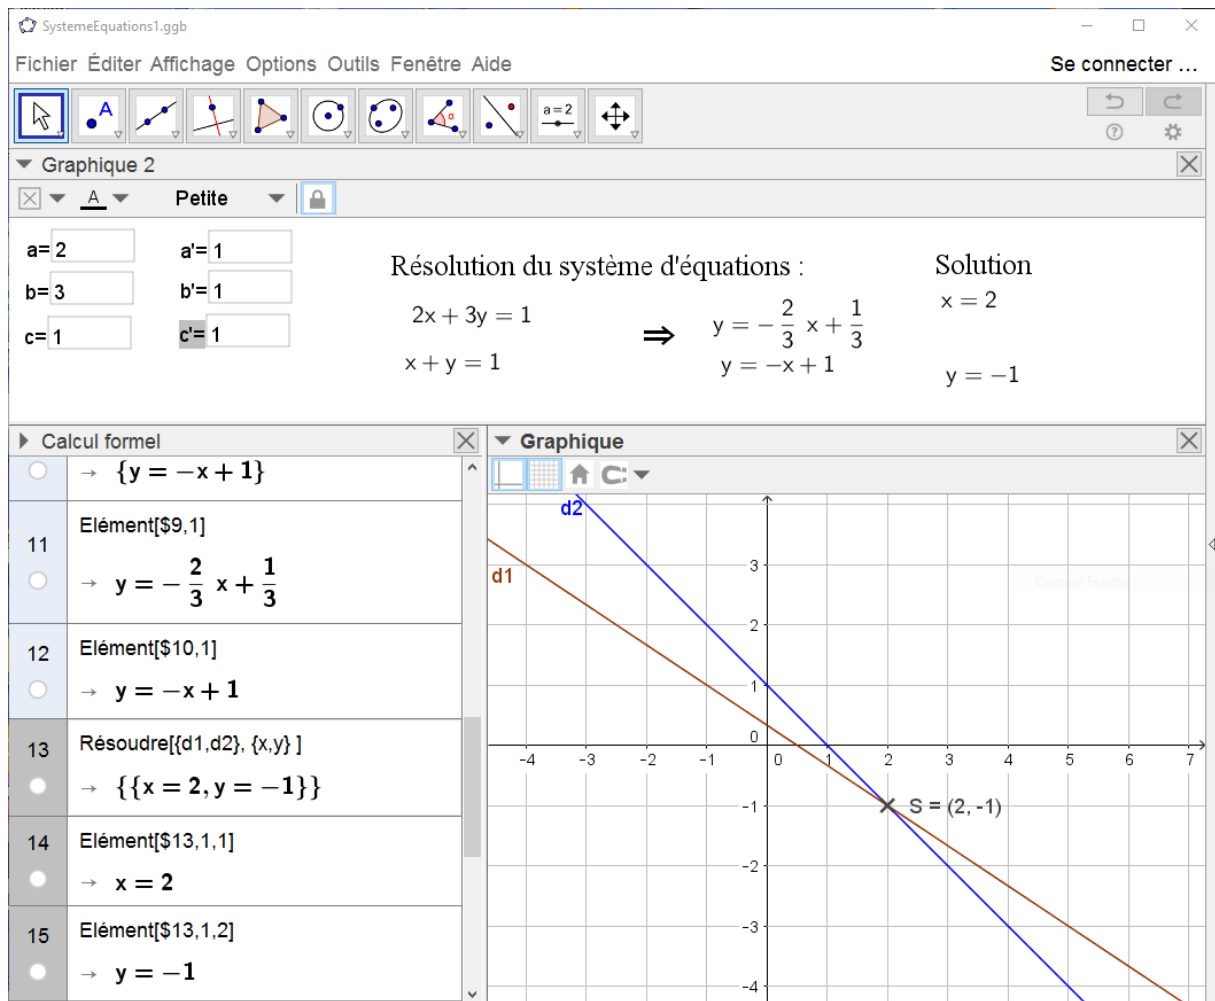 SystemeEquations1.ggb
Fichier Éditer Affichage Options Outils Fenêtre Aide
Se connecter ...
A
α
a=2
Graphique 2
A
Petite
a= 2
a'= 1
b= 3
b'= 1
c= 1
c'= 1
Résolution du système d'équations :
Solution
2x + 3y = 1
x + y = 1
⇒
y = − 2/3 x + 1/3
y = −x + 1
x = 2
y = −1
Calcul formel
→ {y = −x + 1}
11
Elément[$9,1]
→ y = − 2/3 x + 1/3
12
Elément[$10,1]
→ y = −x + 1
13
Résoudre[{d1,d2}, {x,y} ]
→ {{x = 2, y = −1}}
14
Elément[$13,1,1]
→ x = 2
15
Elément[$13,1,2]
→ y = −1
Graphique
d2
d1
3
2
1
0
-4 -3 -2 -1 0 1 2 3 4 5 6 7
-1
S = (2, -1)
-2
-3
-4
Capture Fenêtre